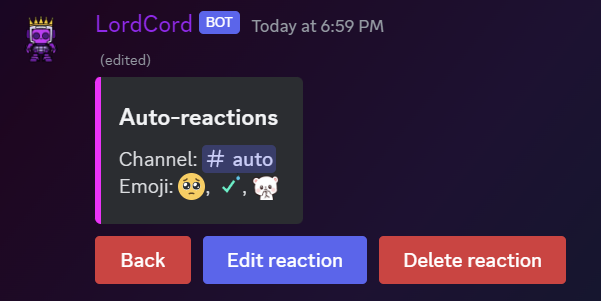 LordCord BOT Today at 6:59 PM
(edited)
Auto-reactions
Channel: # auto
Emoji: 🥺, ,
Back Edit reaction Delete reaction